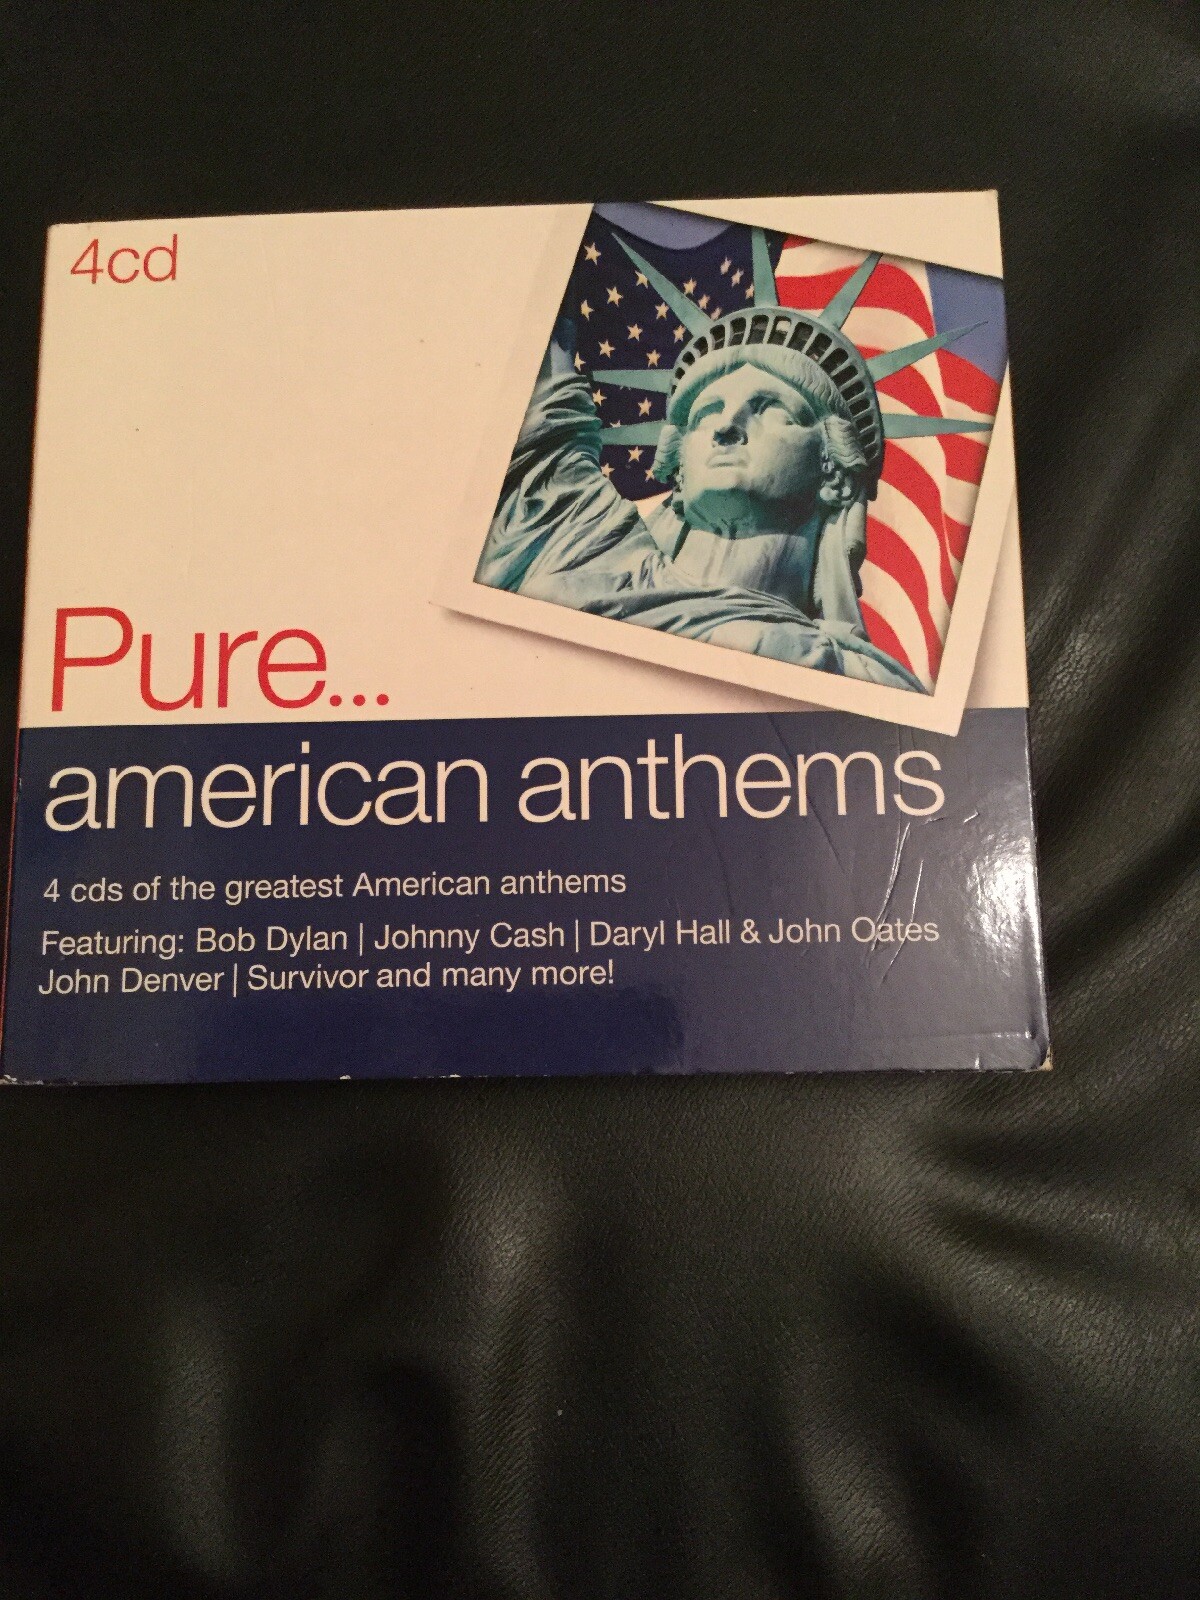 4cd
Pure...
american anthems
4 cds of the greatest American anthems
Featuring: Bob Dylan | Johnny Cash | Daryl Hall & John Oates
John Denver | Survivor and many more!